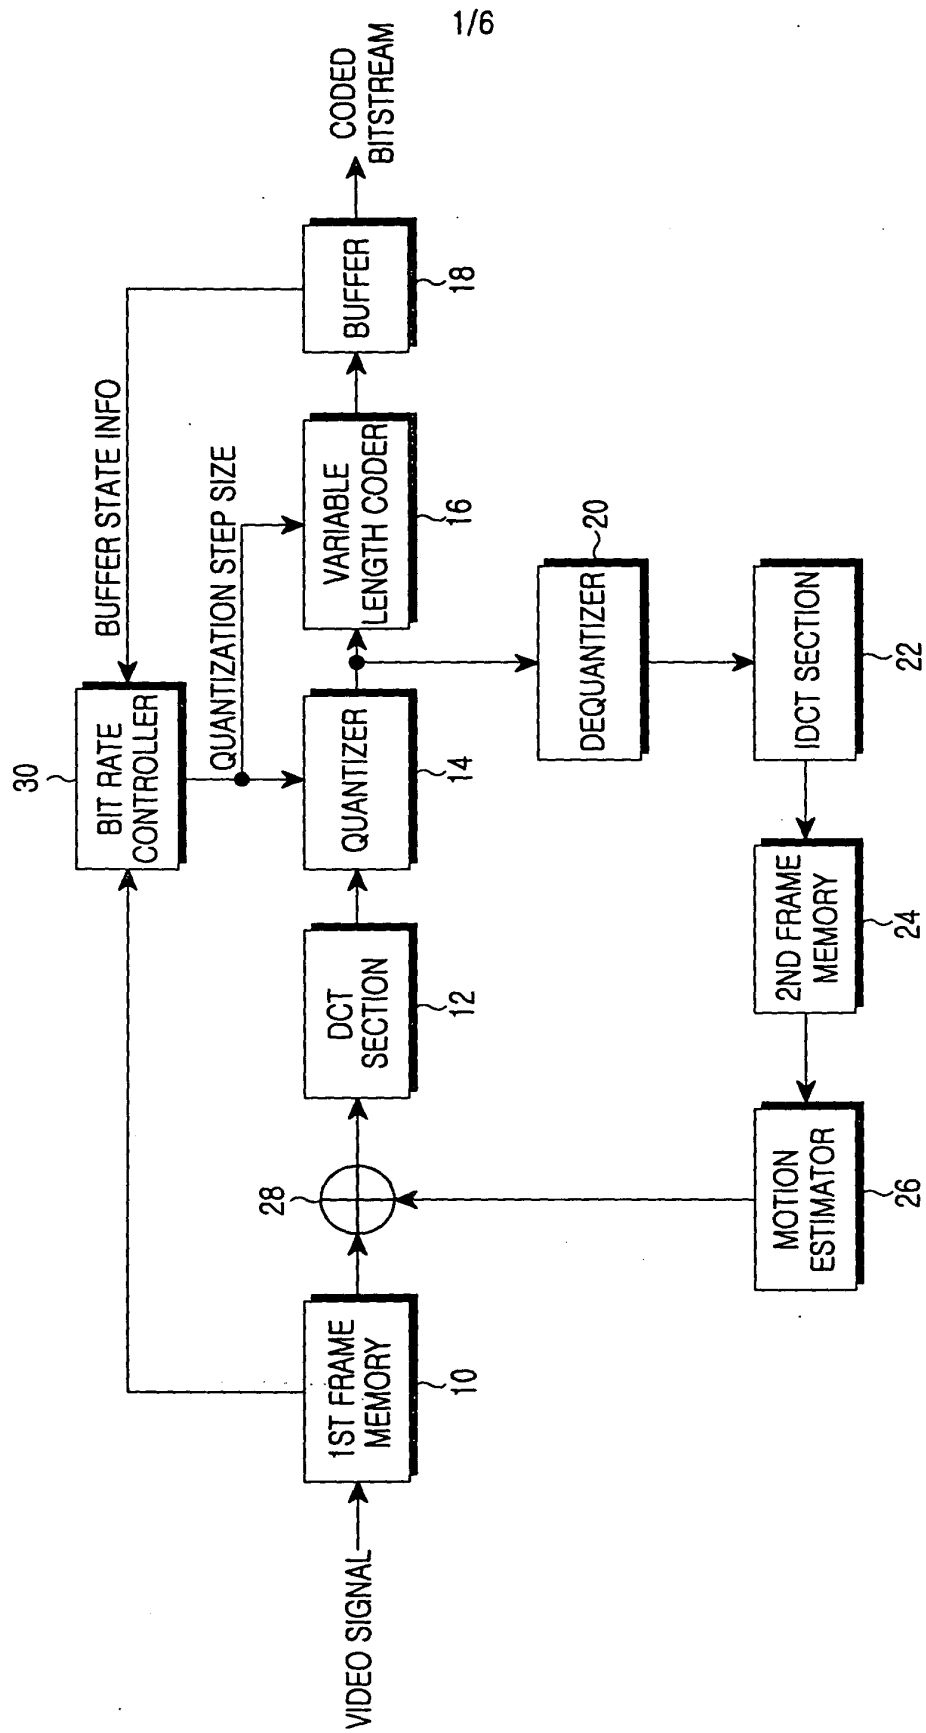 1/6
VIDEO SIGNAL
1ST FRAME
MEMORY
10
28
DCT
SECTION
12
QUANTIZER
14
VARIABLE
LENGTH CODER
16
BUFFER
18
CODED
BITSTREAM
30
BIT RATE
CONTROLLER
BUFFER STATE INFO
QUANTIZATION STEP SIZE
DEQUANTIZER
20
IDCT SECTION
22
2ND FRAME
MEMORY
24
MOTION
ESTIMATOR
26